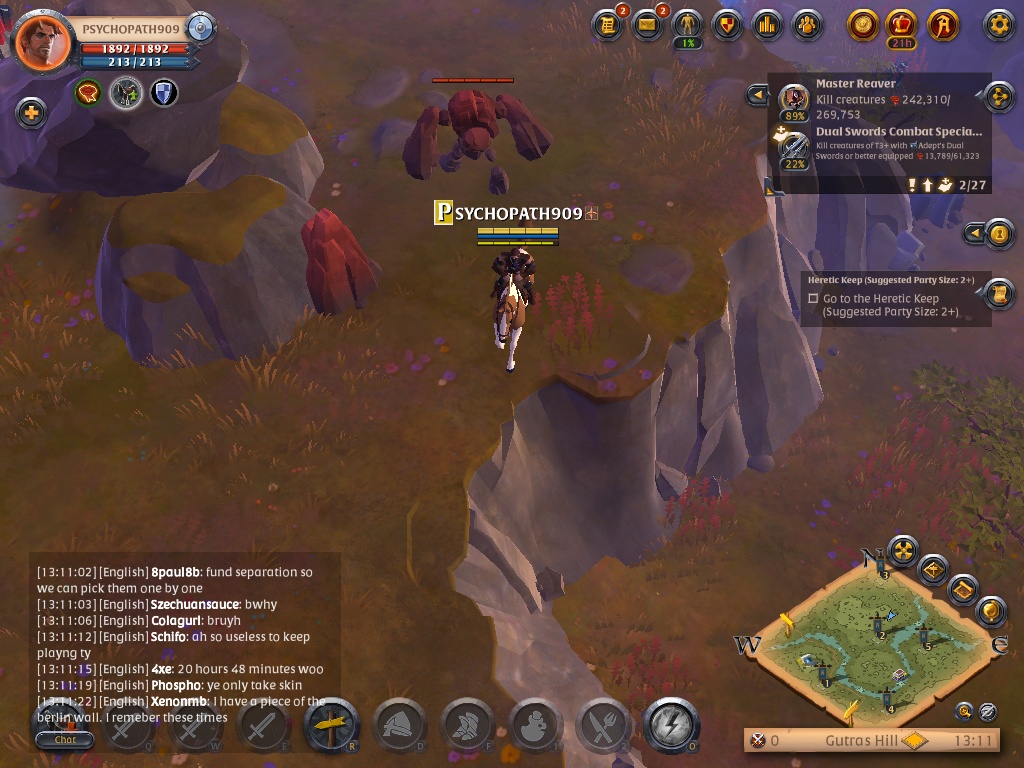 PSYCHOPATH909
1892 / 1892
213 / 213
2
2
1%
21h
Master Reaver
Kill creatures 242,310/
269,753
89%
Dual Swords Combat Specia...
Kill creatures of T3+ with Adept's Dual
Swords or better equipped 13,789/61,323
22%
2/27
PSYCHOPATH909
Heretic Keep (Suggested Party Size: 2+)
Go to the Heretic Keep
(Suggested Party Size: 2+)
[13:11:02] [English] 8paul8b: fund separation so
we can pick them one by one
[13:11:03] [English] Szechuansauce: bwhy
[13:11:06] [English] Colaguri: bruyh
[13:11:12] [English] Schifo: ah so useless to keep
playng ty
[13:11:15] [English] 4xe: 20 hours 48 minutes woo
[13:11:19] [English] Phospho: ye only take skin
[13:11:22] [English] Xenonmb: I have a piece of the
berlin wall. I remeber these times
Chat
Q
W
E
R
D
F
2
O
N
W
E
3
2
5
1
4
0
Gutras Hill
13:11